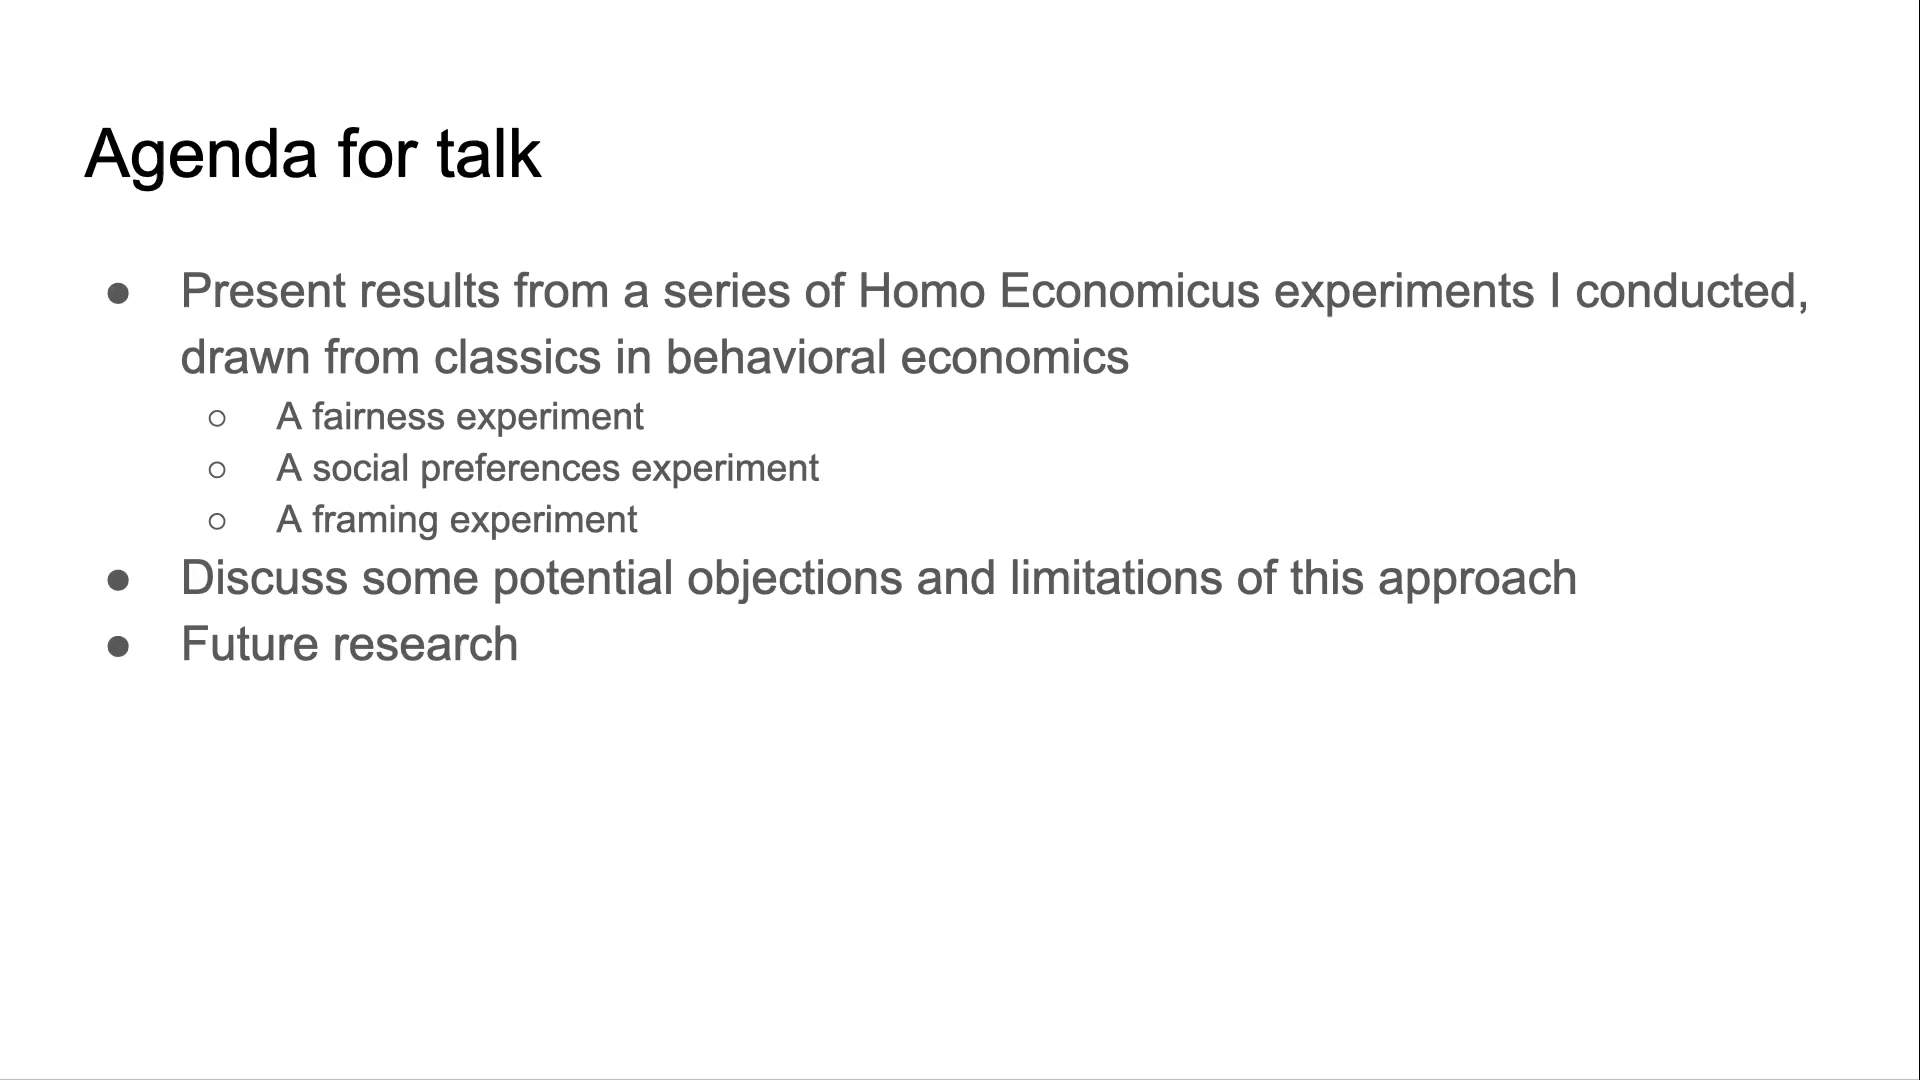 Agenda for talk
● Present results from a series of Homo Economicus experiments I conducted,
drawn from classics in behavioral economics
○ A fairness experiment
○ A social preferences experiment
○ A framing experiment
● Discuss some potential objections and limitations of this approach
● Future research